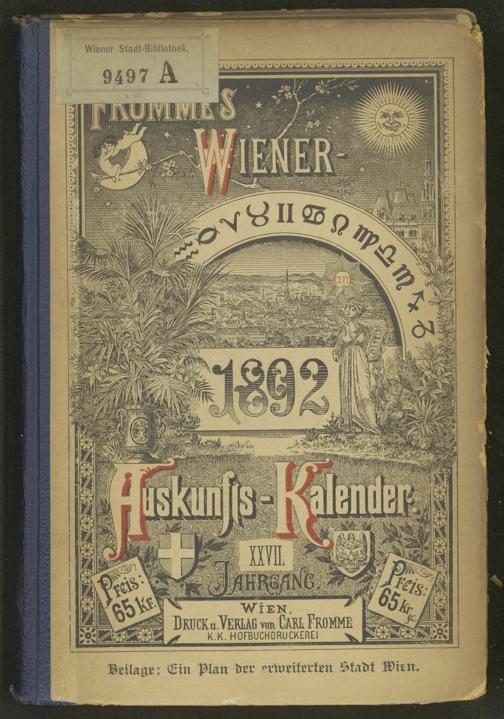 Wiener Stadt-Bibliothek.
9497 A
FROMME'S
WIENER-
♒ ♓ ♈ ♉ ♊ ♋ ♌ ♍ ♎ ♏ ♐ ♑
1892
Auskunfts-Kalender
XXVII.
JAHRGANG.
Preis:
65 Kr.
Preis:
65 Kr.
WIEN,
DRUCK u. VERLAG von CARL FROMME
K. K. HOFBUCHDRUCKEREI
Beilage: Ein Plan der erweiterten Stadt Wien.